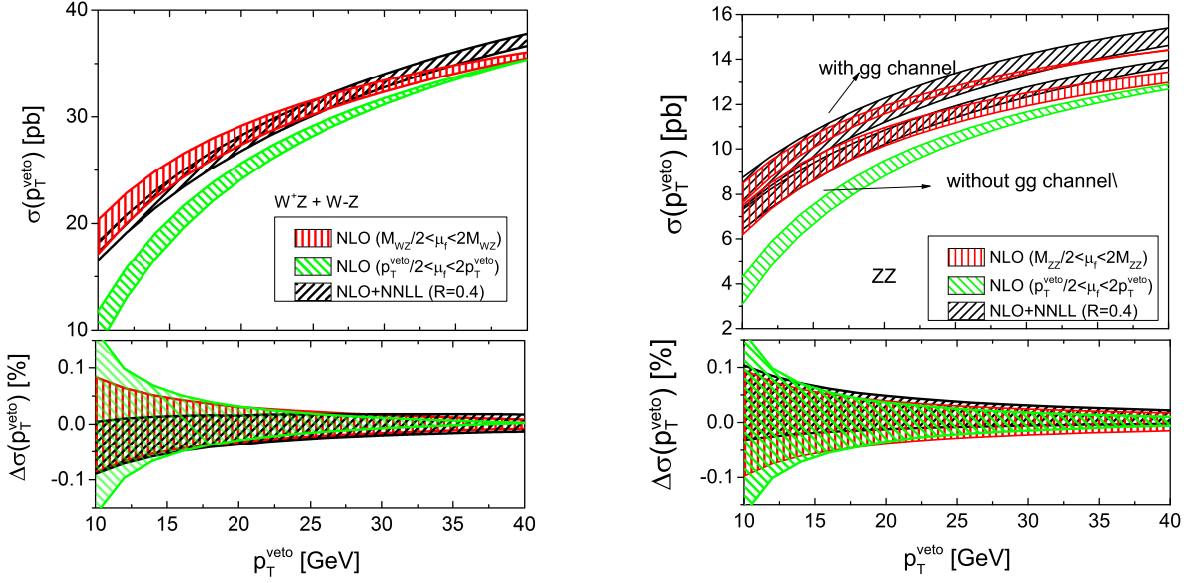 40
30
20
10
σ(p_T^veto) [pb]
W⁺Z + W-Z
NLO (M_WZ/2<μ_f<2M_WZ)
NLO (p_T^veto/2<μ_f<2p_T^veto)
NLO+NNLL (R=0.4)
0.1
0.0
-0.1
Δσ(p_T^veto) [%]
10 15 20 25 30 35 40
p_T^veto [GeV]
16
14
12
10
8
6
4
2
σ(p_T^veto) [pb]
with gg channel
without gg channel\
ZZ
NLO (M_ZZ/2<μ_f<2M_ZZ)
NLO (p_T^veto/2<μ_f<2p_T^veto)
NLO+NNLL (R=0.4)
0.1
0.0
-0.1
Δσ(p_T^veto) [%]
10 15 20 25 30 35 40
p_T^veto [GeV]